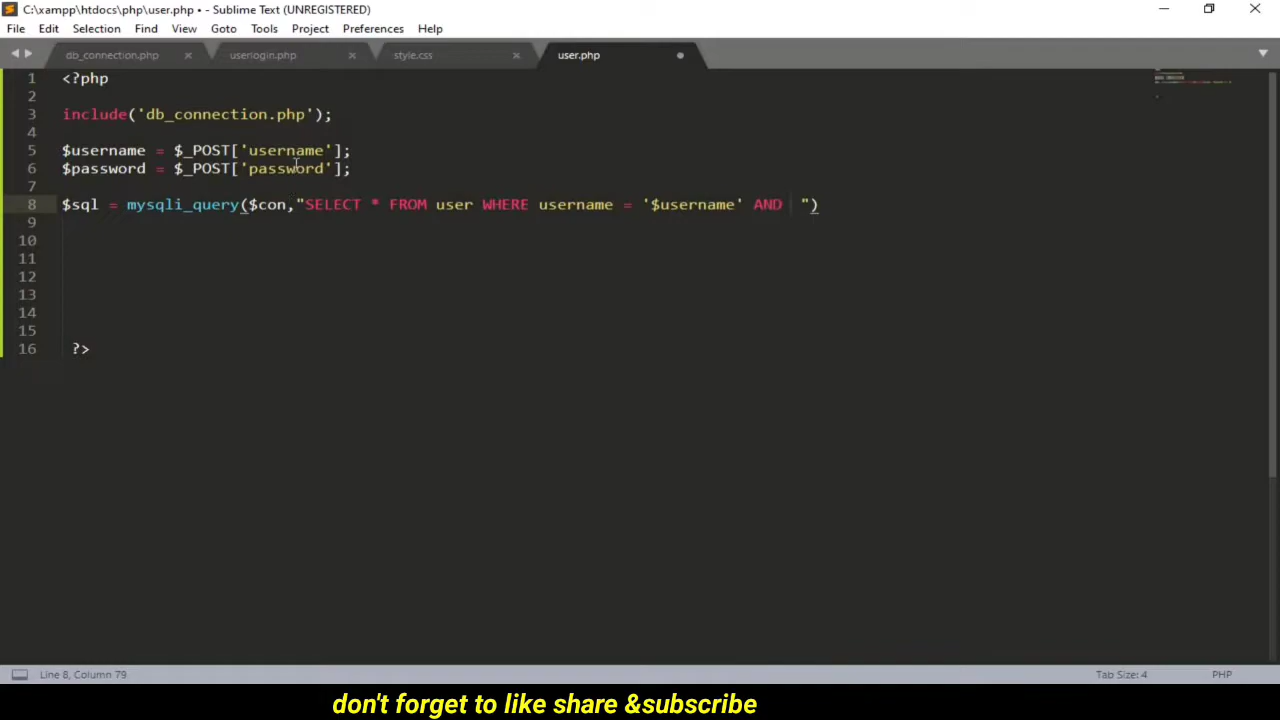 C:\xampp\htdocs\php\user.php • - Sublime Text (UNREGISTERED)
File Edit Selection Find View Goto Tools Project Preferences Help
db_connection.php userlogin.php style.css user.php
1 <?php
2
3 include('db_connection.php');
4
5 $username = $_POST['username'];
6 $password = $_POST['password'];
7
8 $sql = mysqli_query($con,"SELECT * FROM user WHERE username = '$username' AND  ")
9
10
11
12
13
14
15
16 ?>
Line 8, Column 79 Tab Size: 4 PHP
don't forget to like share &subscribe